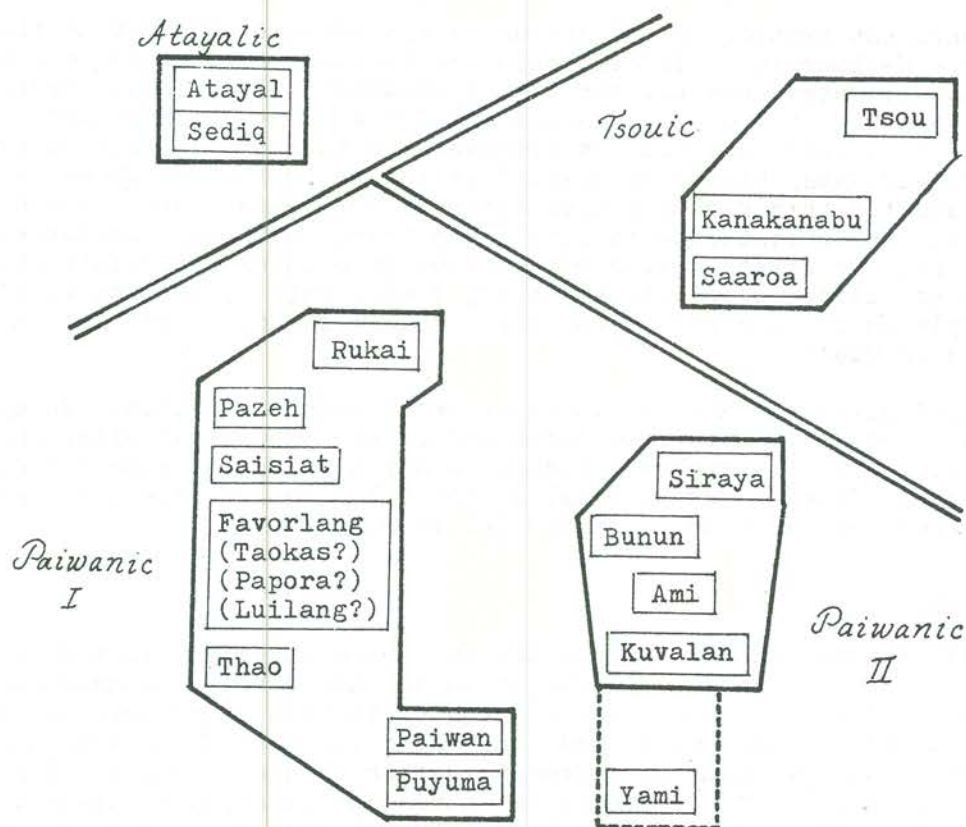 Atayalic
Atayal
Sediq
Tsouic
Tsou
Kanakanabu
Saaroa
Paiwanic
I
Rukai
Pazeh
Saisiat
Favorlang
(Taokas?)
(Papora?)
(Luilang?)
Thao
Paiwan
Puyuma
Paiwanic
II
Siraya
Bunun
Ami
Kuvalan
Yami